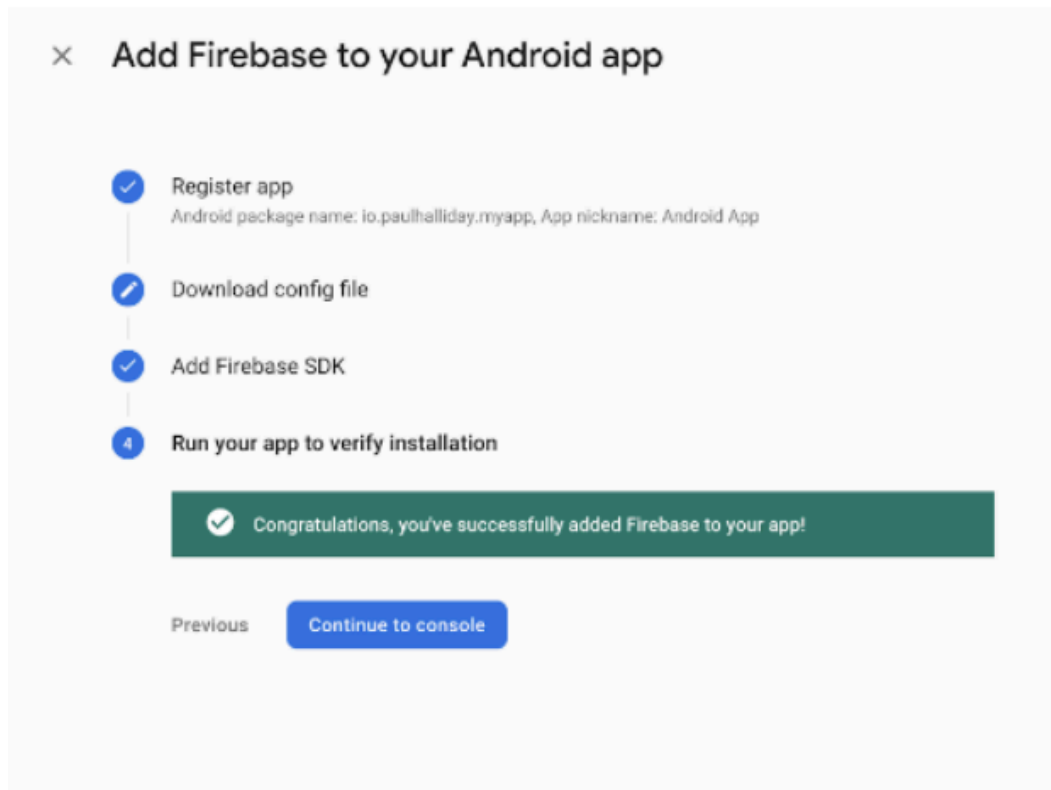 Add Firebase to your Android app
Register app
Android package name: io.paulhalliday.myapp, App nickname: Android App
Download config file
Add Firebase SDK
4
Run your app to verify installation
Congratulations, you've successfully added Firebase to your app!
Previous
Continue to console